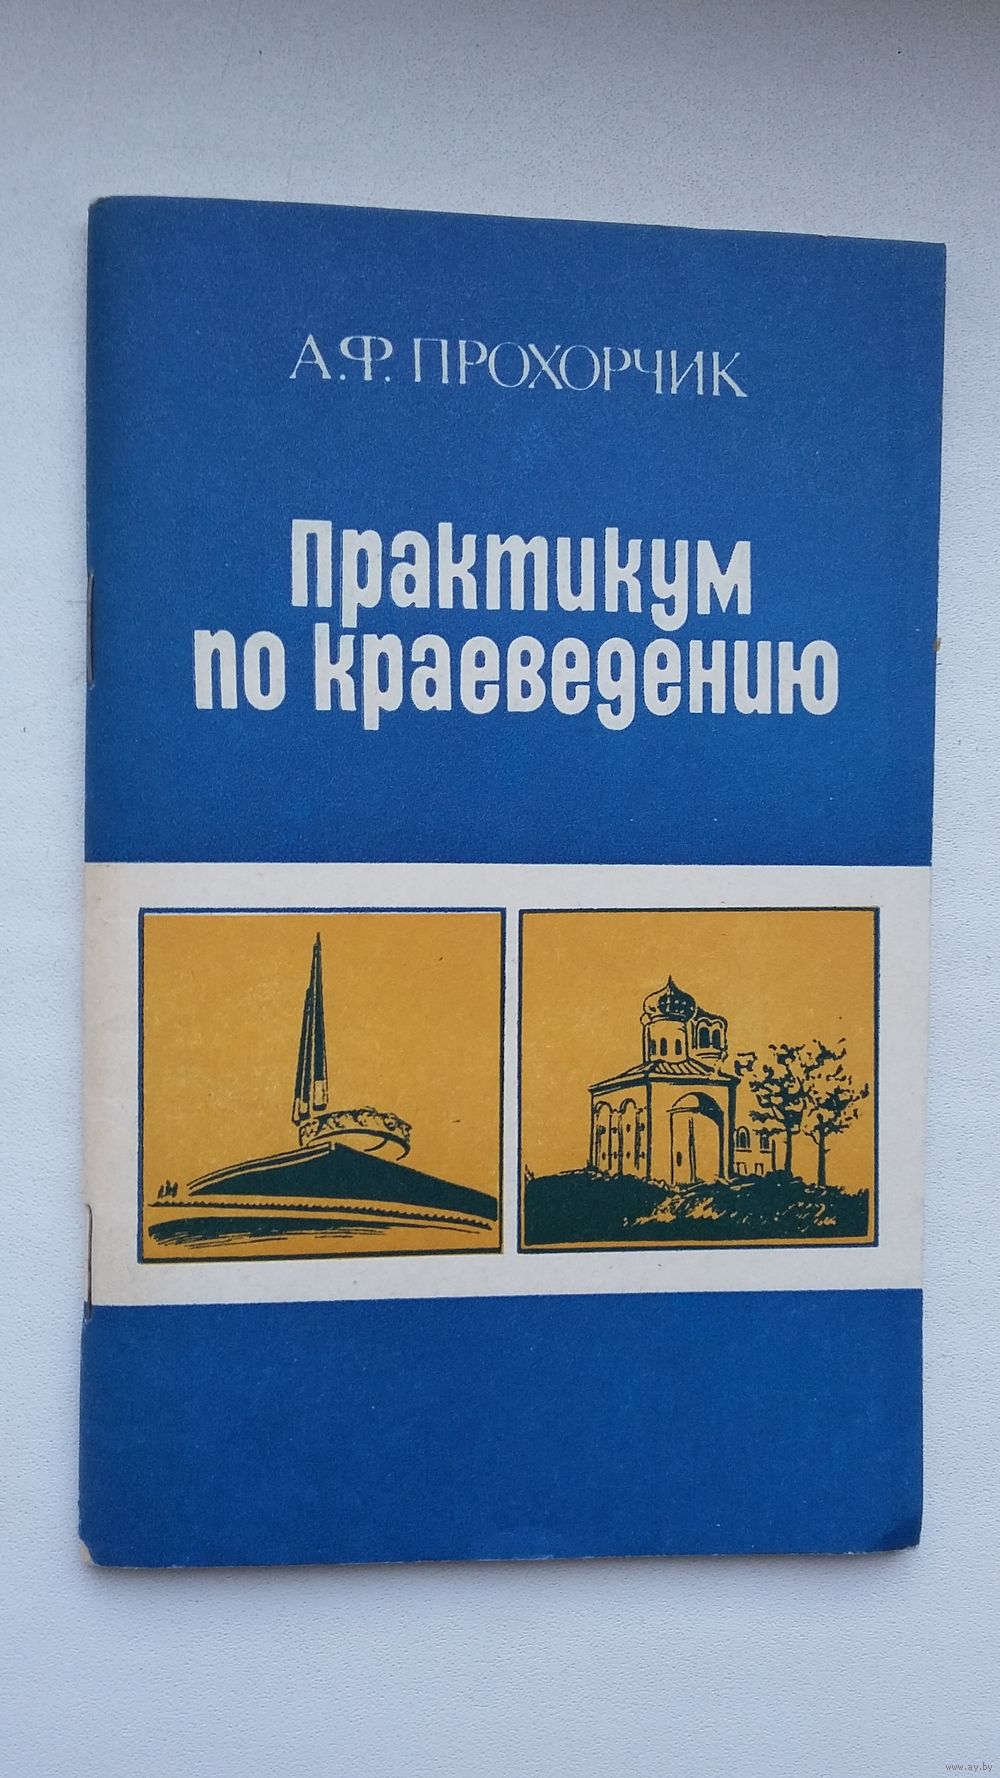 А.Ф. ПРОХОРЧИК
Практикум
по краеведению
www.ay.by